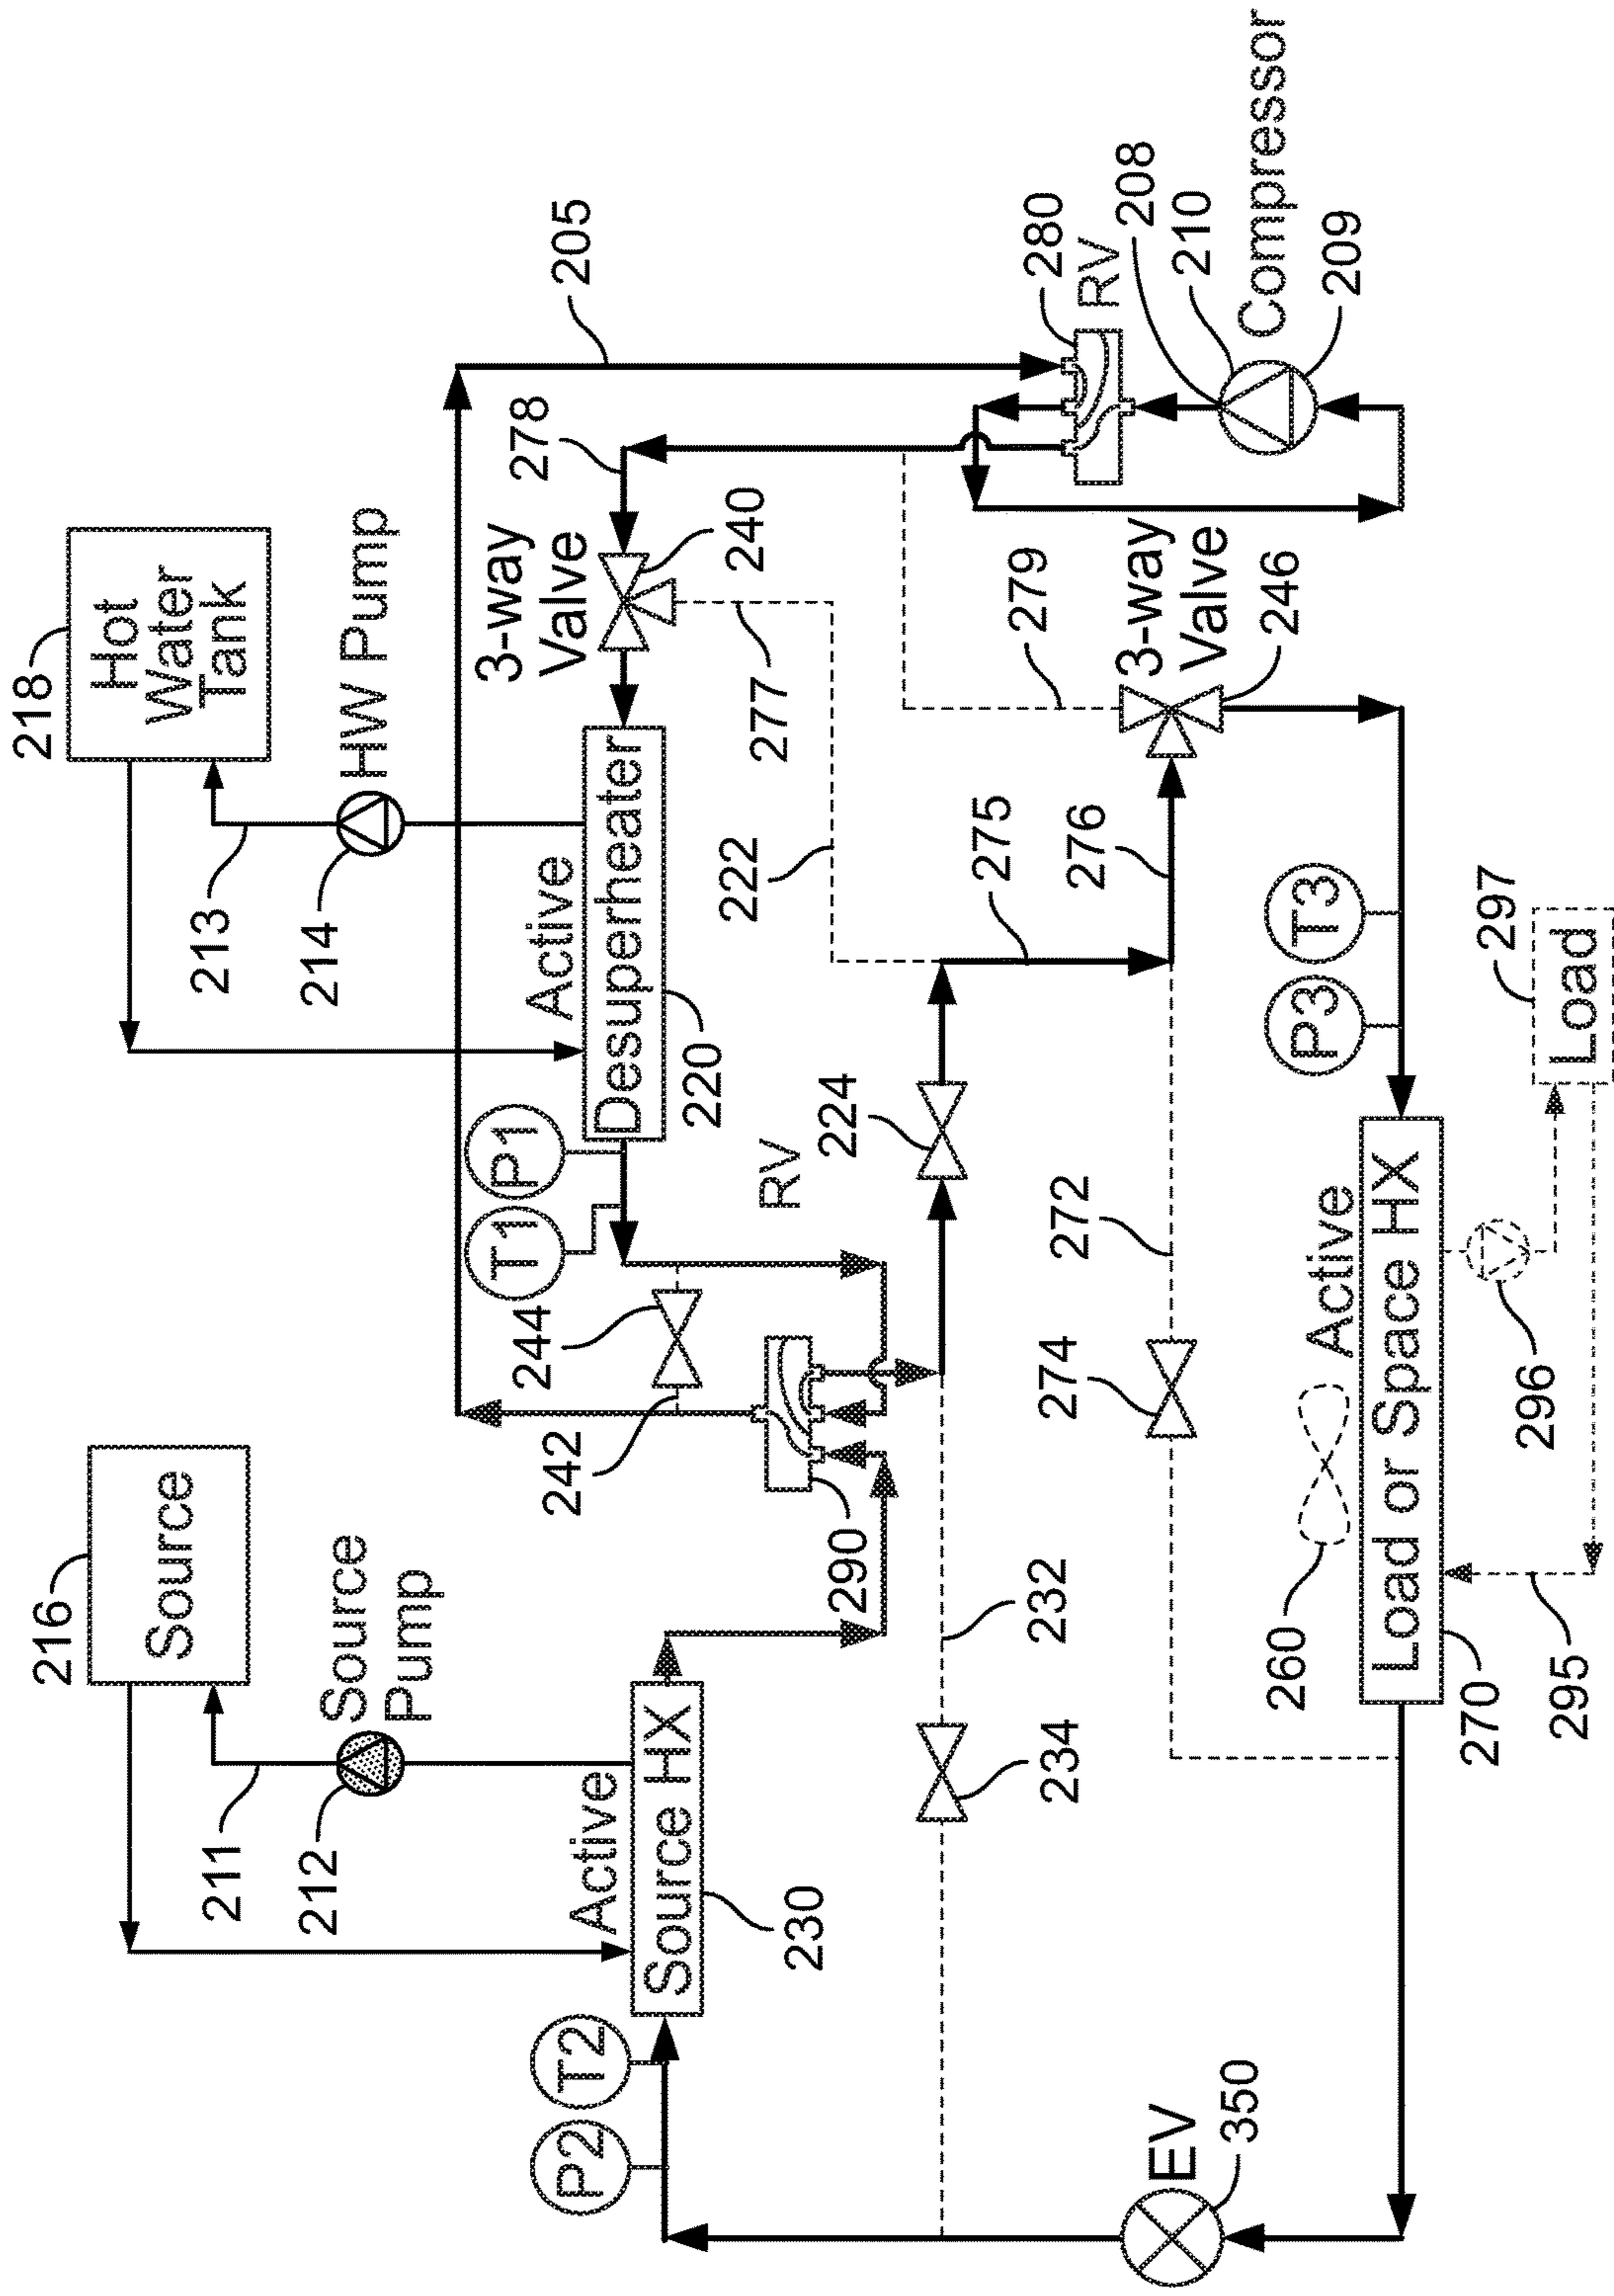 218
Hot
Water
Tank
216
Source
213
214
HW Pump
205
211
212
Source
Pump
278
3-way
Valve
240
Active
Desuperheater
220
P1
T1
244
242
RV
277
222
280
RV
208
210
Compressor
209
Active
Source HX
230
T2
P2
290
224
275
276
279
3-way
Valve
246
232
234
272
274
T3
P3
297
Load
Active
Load or Space HX
260
270
296
295
EV
350